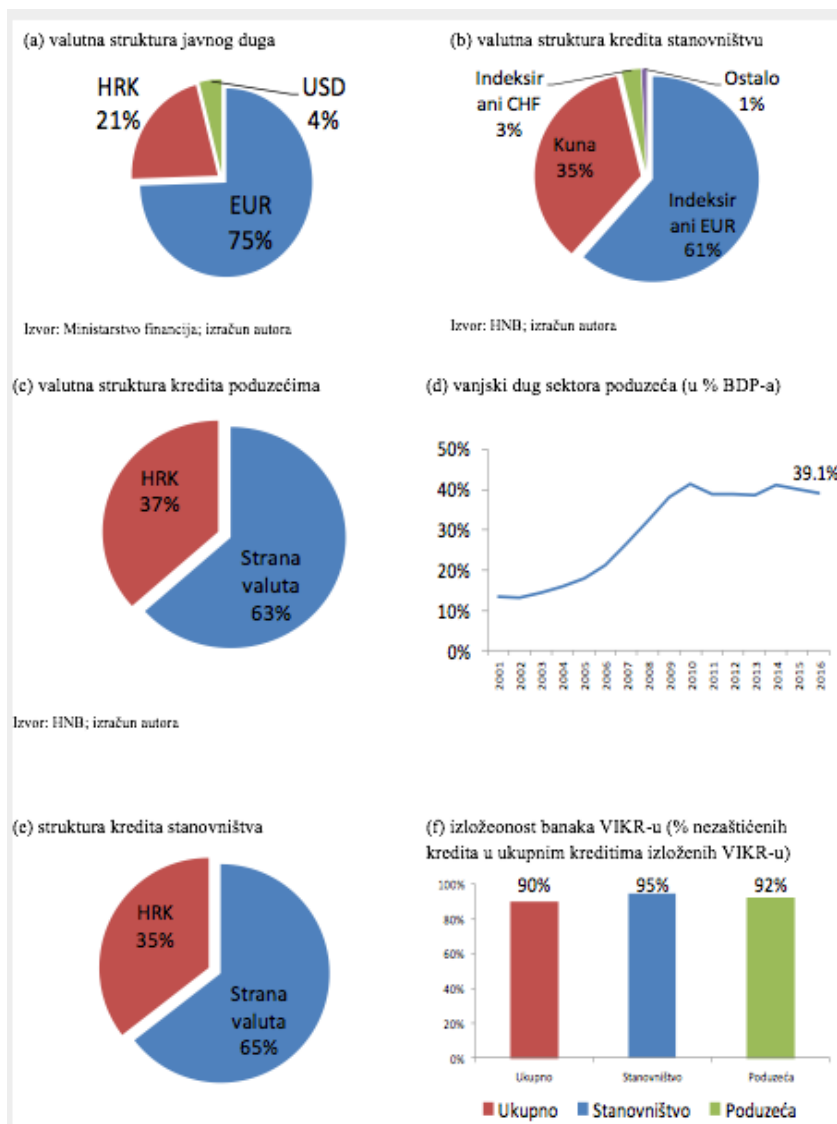 (a) valutna struktura javnog duga
HRK
21%
USD
4%
EUR
75%
Izvor: Ministarstvo financija; izračun autora
(b) valutna struktura kredita stanovništvu
Indeksir
ani CHF
3%
Ostalo
1%
Kuna
35%
Indeksir
ani EUR
61%
Izvor: HNB; izračun autora
(c) valutna struktura kredita poduzećima
HRK
37%
Strana
valuta
63%
Izvor: HNB; izračun autora
(d) vanjski dug sektora poduzeća (u % BDP-a)
50%
40%
30%
20%
10%
0%
39.1%
2001
2002
2003
2004
2005
2006
2007
2008
2009
2010
2011
2012
2013
2014
2015
2016
(e) struktura kredita stanovništva
HRK
35%
Strana
valuta
65%
(f) izložeonost banaka VIKR-u (% nezaštićenih
kredita u ukupnim kreditima izloženih VIKR-u)
100%
80%
60%
40%
20%
0%
90%
95%
92%
Ukupno
Stanovništvo
Poduzeća
Ukupno
Stanovništvo
Poduzeća